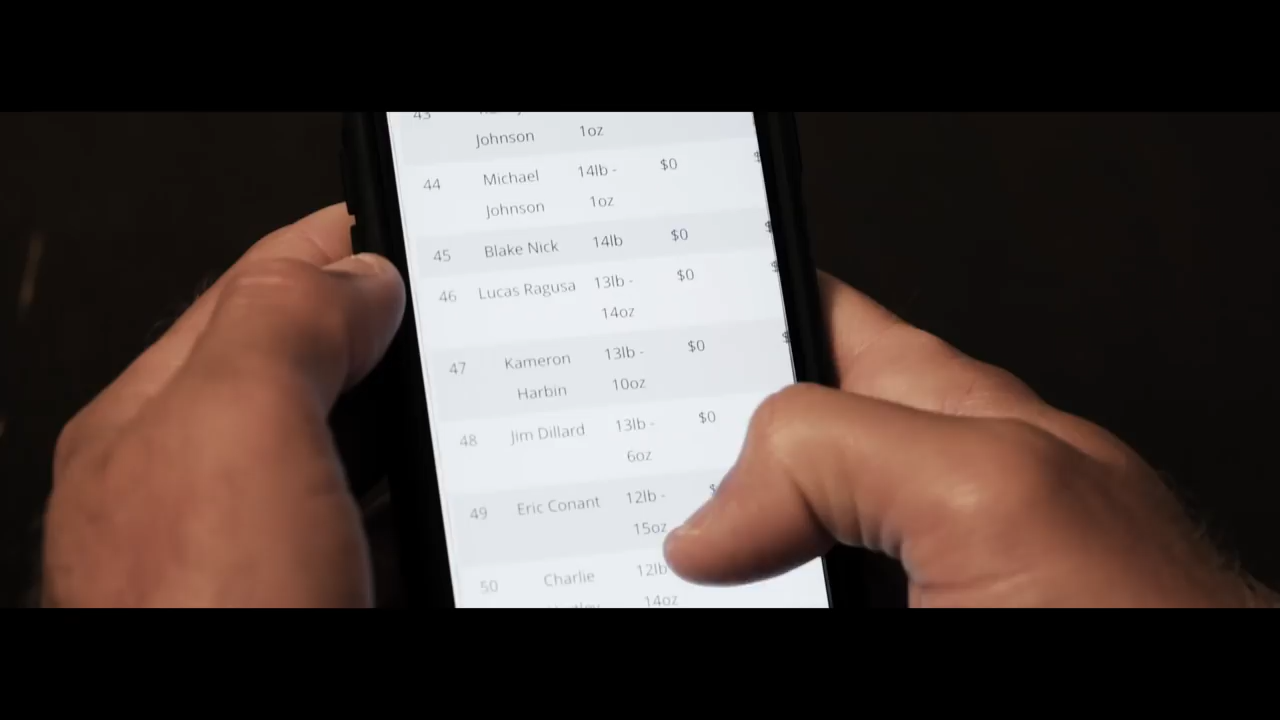 43
Johnson 1oz
44 Michael 14lb - $0 $
Johnson 1oz
45 Blake Nick 14lb $0 $
46 Lucas Ragusa 13lb - $0 $
14oz
47 Kameron 13lb - $0 $
Harbin 10oz
48 Jim Dillard 13lb - $0
6oz
49 Eric Conant 12lb - $
15oz
50 Charlie 12lb
14oz